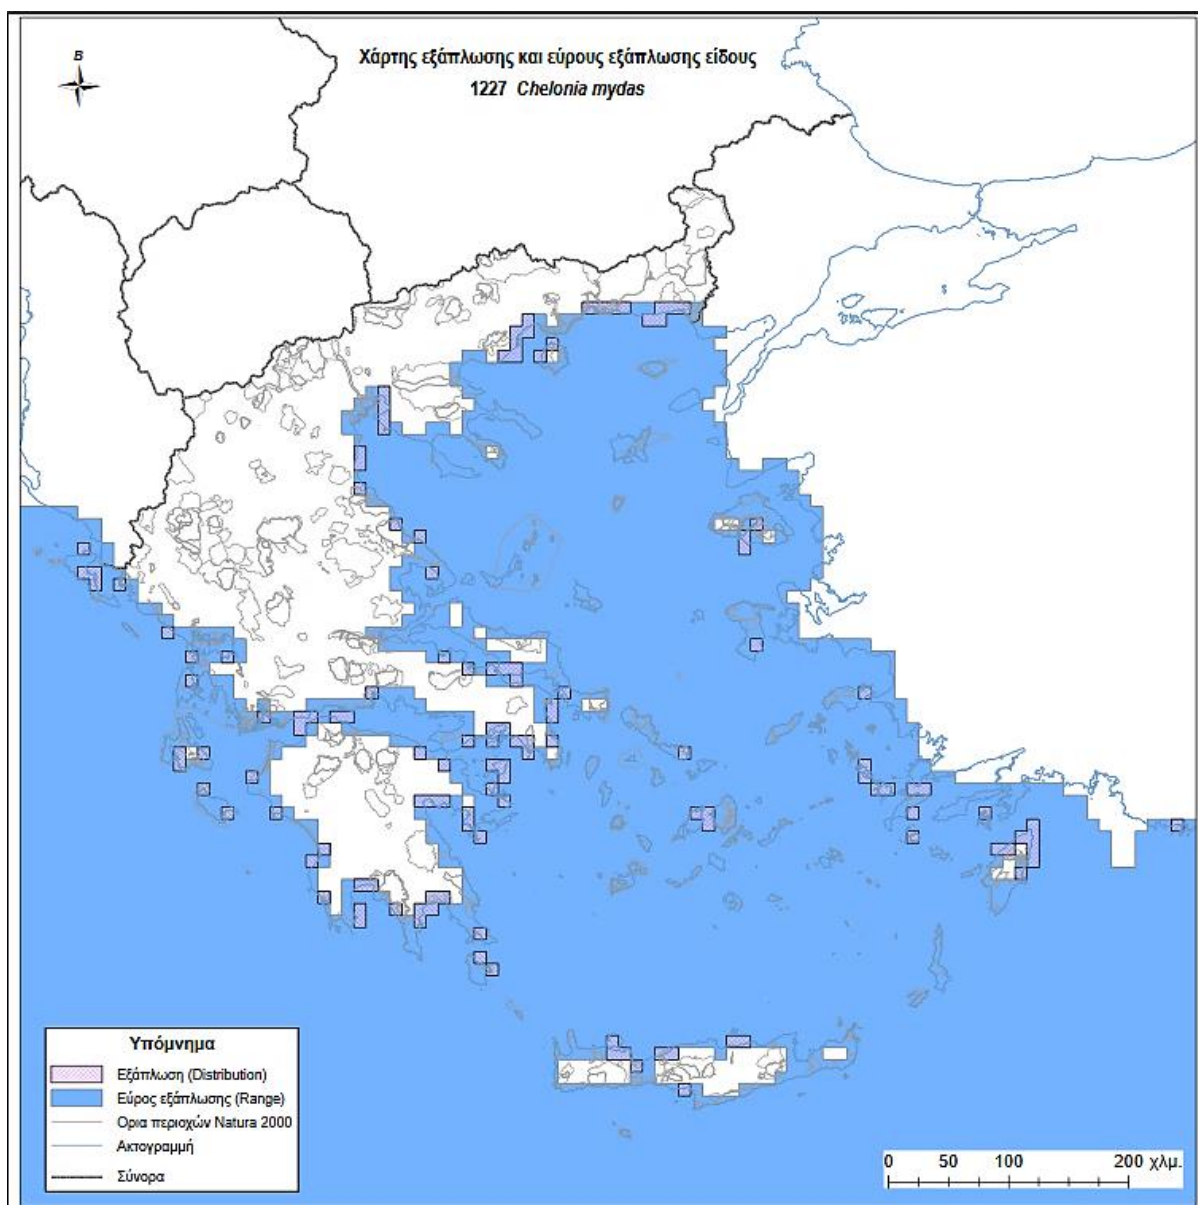 Χάρτης εξάπλωσης και εύρους εξάπλωσης είδους
1227 Chelonia mydas
Β
Υπόμνημα
Εξάπλωση (Distribution)
Εύρος εξάπλωσης (Range)
Ορια περιοχών Natura 2000
Ακτογραμμή
Σύνορα
0 50 100 200 χλμ.